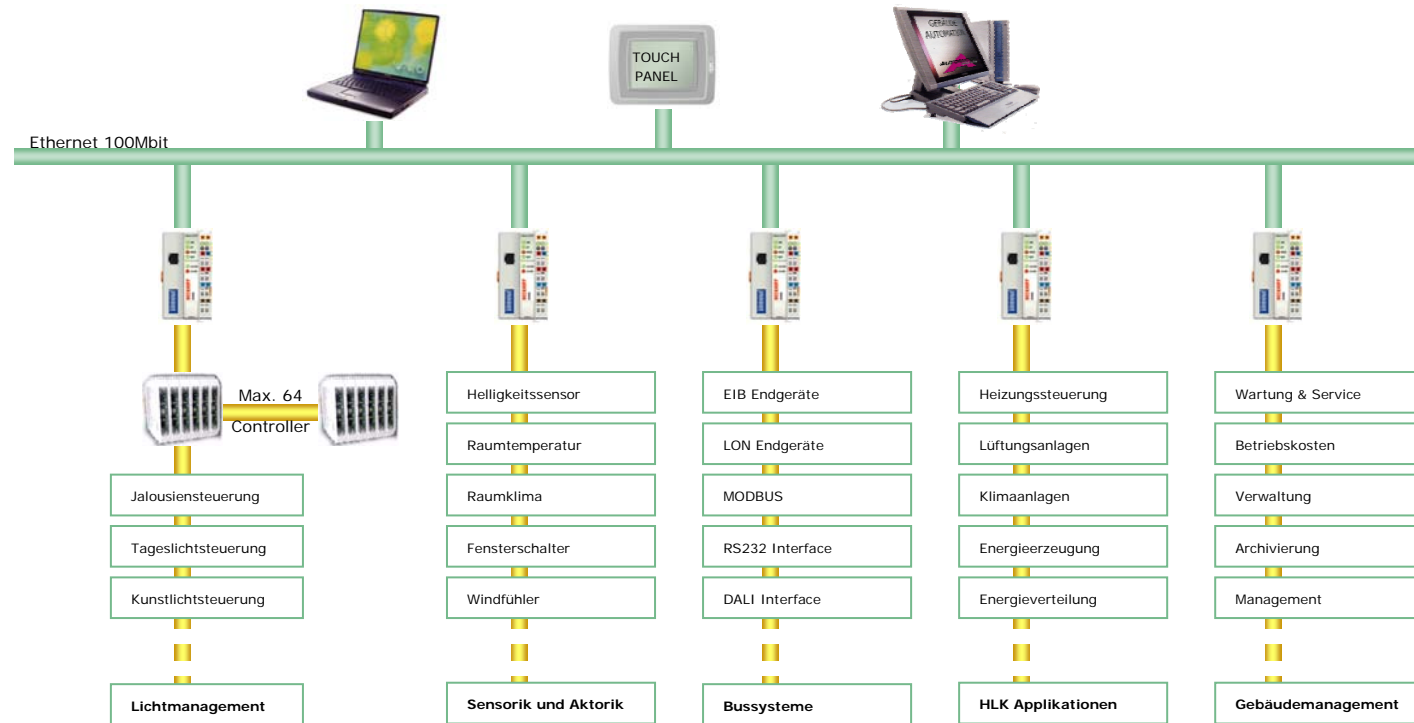 TOUCH
PANEL
GEBÄUDE
AUTOMATION
Ethernet 100Mbit
Max. 64
Controller
Jalousiensteuerung
Tageslichtsteuerung
Kunstlichtsteuerung
Lichtmanagement
Helligkeitssensor
Raumtemperatur
Raumklima
Fensterschalter
Windfühler
Sensorik und Aktorik
EIB Endgeräte
LON Endgeräte
MODBUS
RS232 Interface
DALI Interface
Bussysteme
Heizungssteuerung
Lüftungsanlagen
Klimaanlagen
Energieerzeugung
Energieverteilung
HLK Applikationen
Wartung & Service
Betriebskosten
Verwaltung
Archivierung
Management
Gebäudemanagement